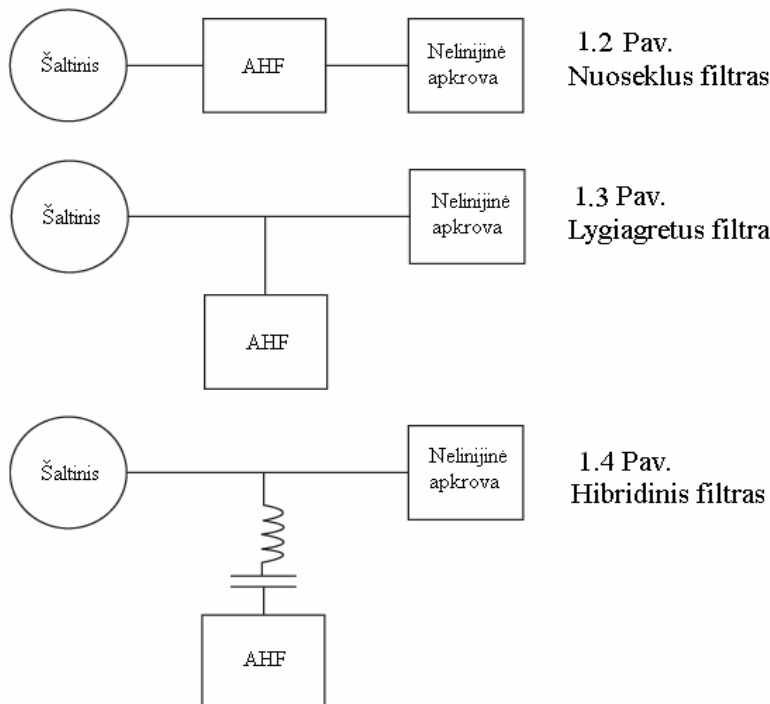 Šaltinis
AHF
Nelinijinė
apkrova
1.2 Pav.
Nuoseklus filtras
Šaltinis
Nelinijinė
apkrova
1.3 Pav.
Lygiagretus filtra
AHF
Šaltinis
Nelinijinė
apkrova
1.4 Pav.
Hibridinis filtras
AHF